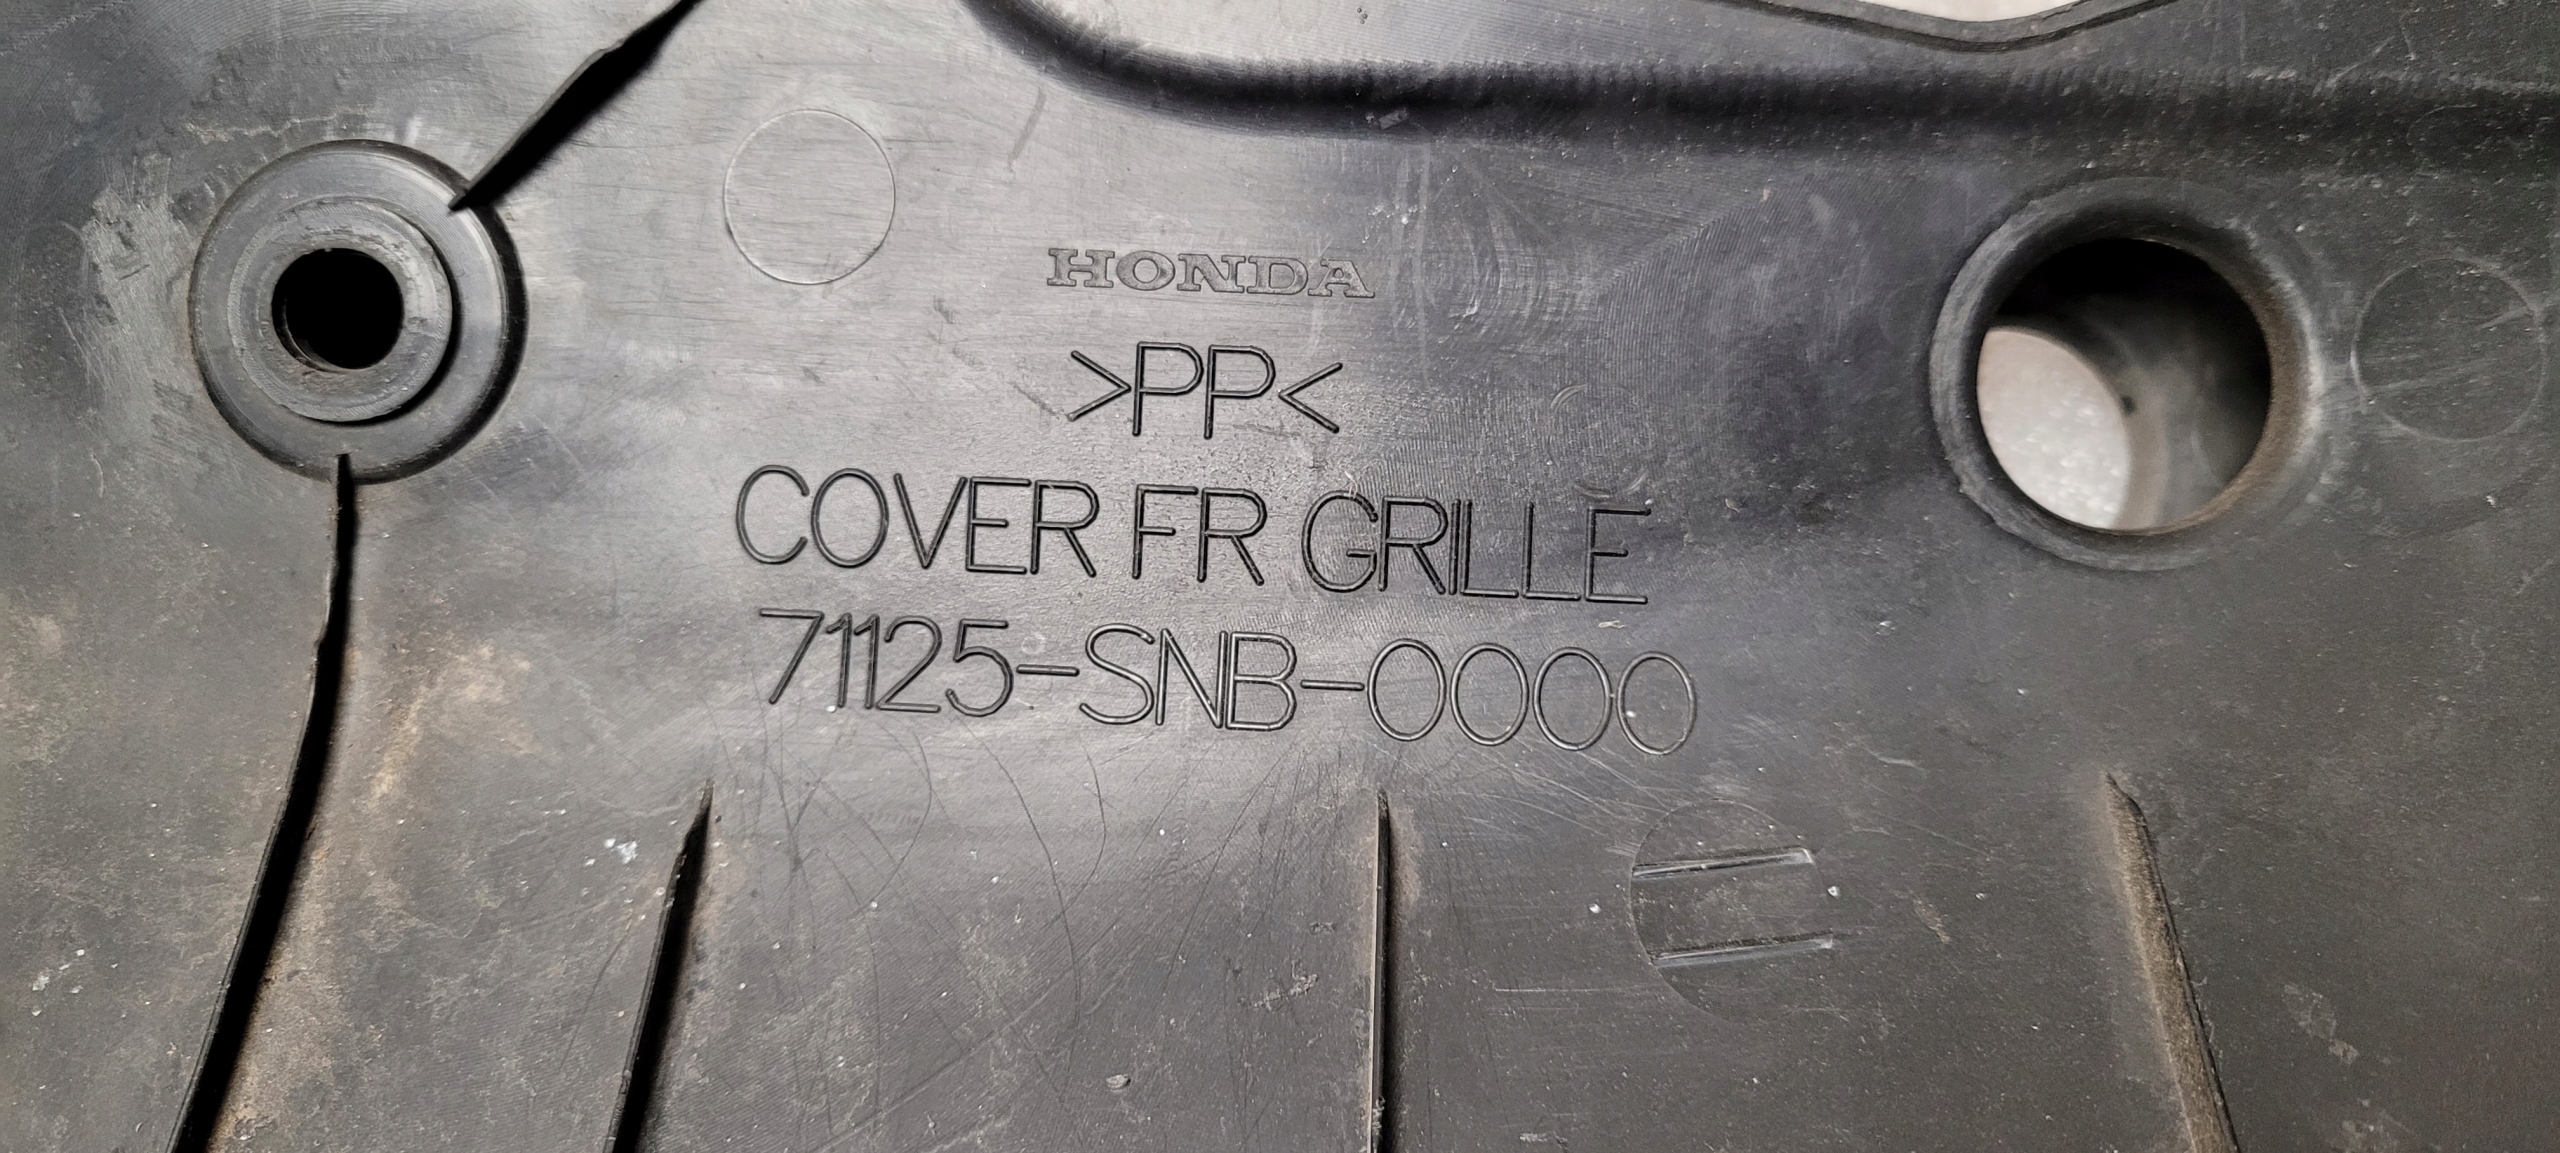 HONDA
>PP<
COVER FR GRILLE
71125-SNB-0000